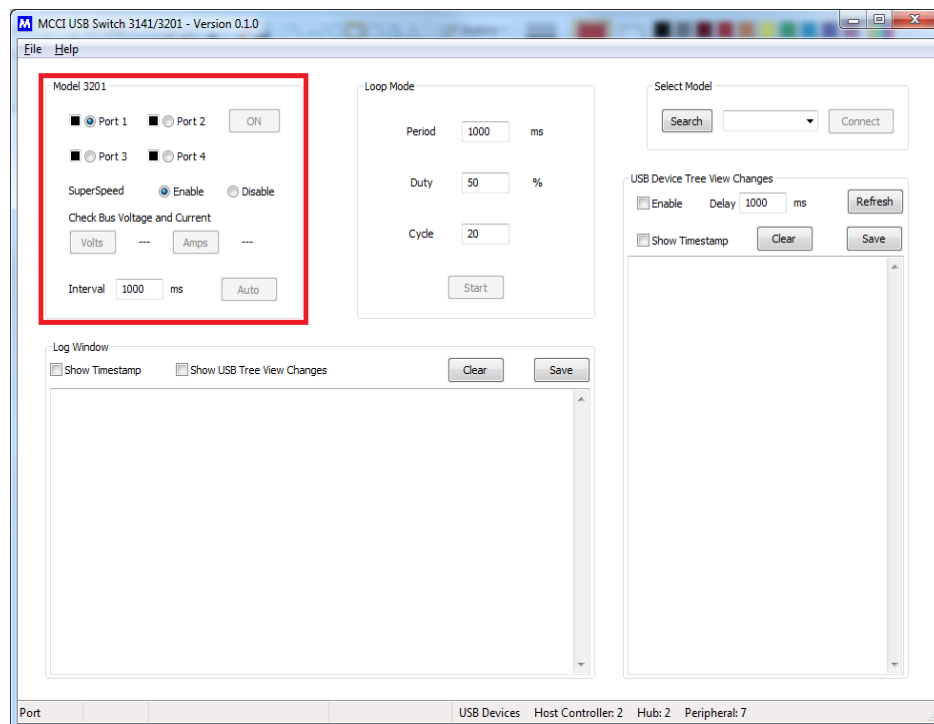 MCCI USB Switch 3141/3201 - Version 0.1.0
File Help
Model 3201
Port 1 Port 2 ON
Port 3 Port 4
SuperSpeed Enable Disable
Check Bus Voltage and Current
Volts --- Amps ---
Interval 1000 ms Auto
Loop Mode
Period 1000 ms
Duty 50 %
Cycle 20
Start
Select Model
Search Connect
USB Device Tree View Changes
Enable Delay 1000 ms Refresh
Show Timestamp Clear Save
Log Window
Show Timestamp Show USB Tree View Changes Clear Save
Port USB Devices Host Controller: 2 Hub: 2 Peripheral: 7